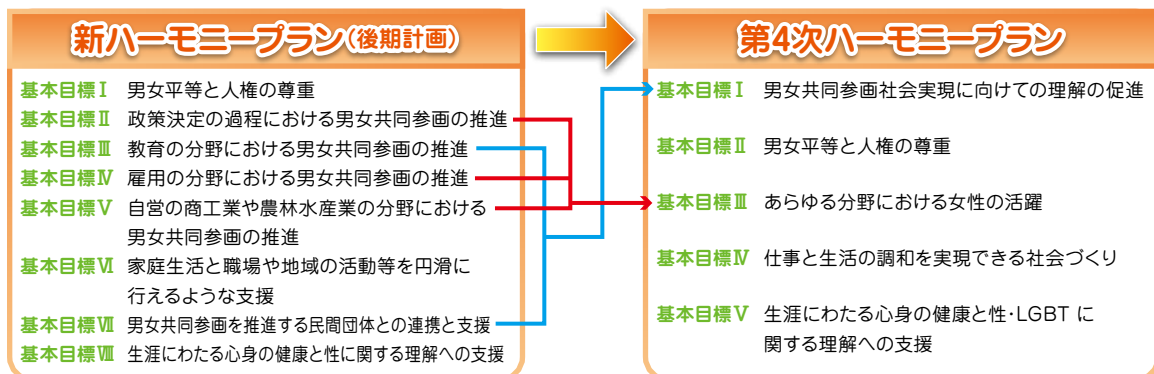 新ハーモニープラン(後期計画)
基本目標Ⅰ 男女平等と人権の尊重
基本目標Ⅱ 政策決定の過程における男女共同参画の推進
基本目標Ⅲ 教育の分野における男女共同参画の推進
基本目標Ⅳ 雇用の分野における男女共同参画の推進
基本目標Ⅴ 自営の商工業や農林水産業の分野における
男女共同参画の推進
基本目標Ⅵ 家庭生活と職場や地域の活動等を円滑に
行えるような支援
基本目標Ⅶ 男女共同参画を推進する民間団体との連携と支援
基本目標Ⅷ 生涯にわたる心身の健康と性に関する理解への支援
第4次ハーモニープラン
基本目標Ⅰ 男女共同参画社会実現に向けての理解の促進
基本目標Ⅱ 男女平等と人権の尊重
基本目標Ⅲ あらゆる分野における女性の活躍
基本目標Ⅳ 仕事と生活の調和を実現できる社会づくり
基本目標Ⅴ 生涯にわたる心身の健康と性・LGBT に
関する理解への支援